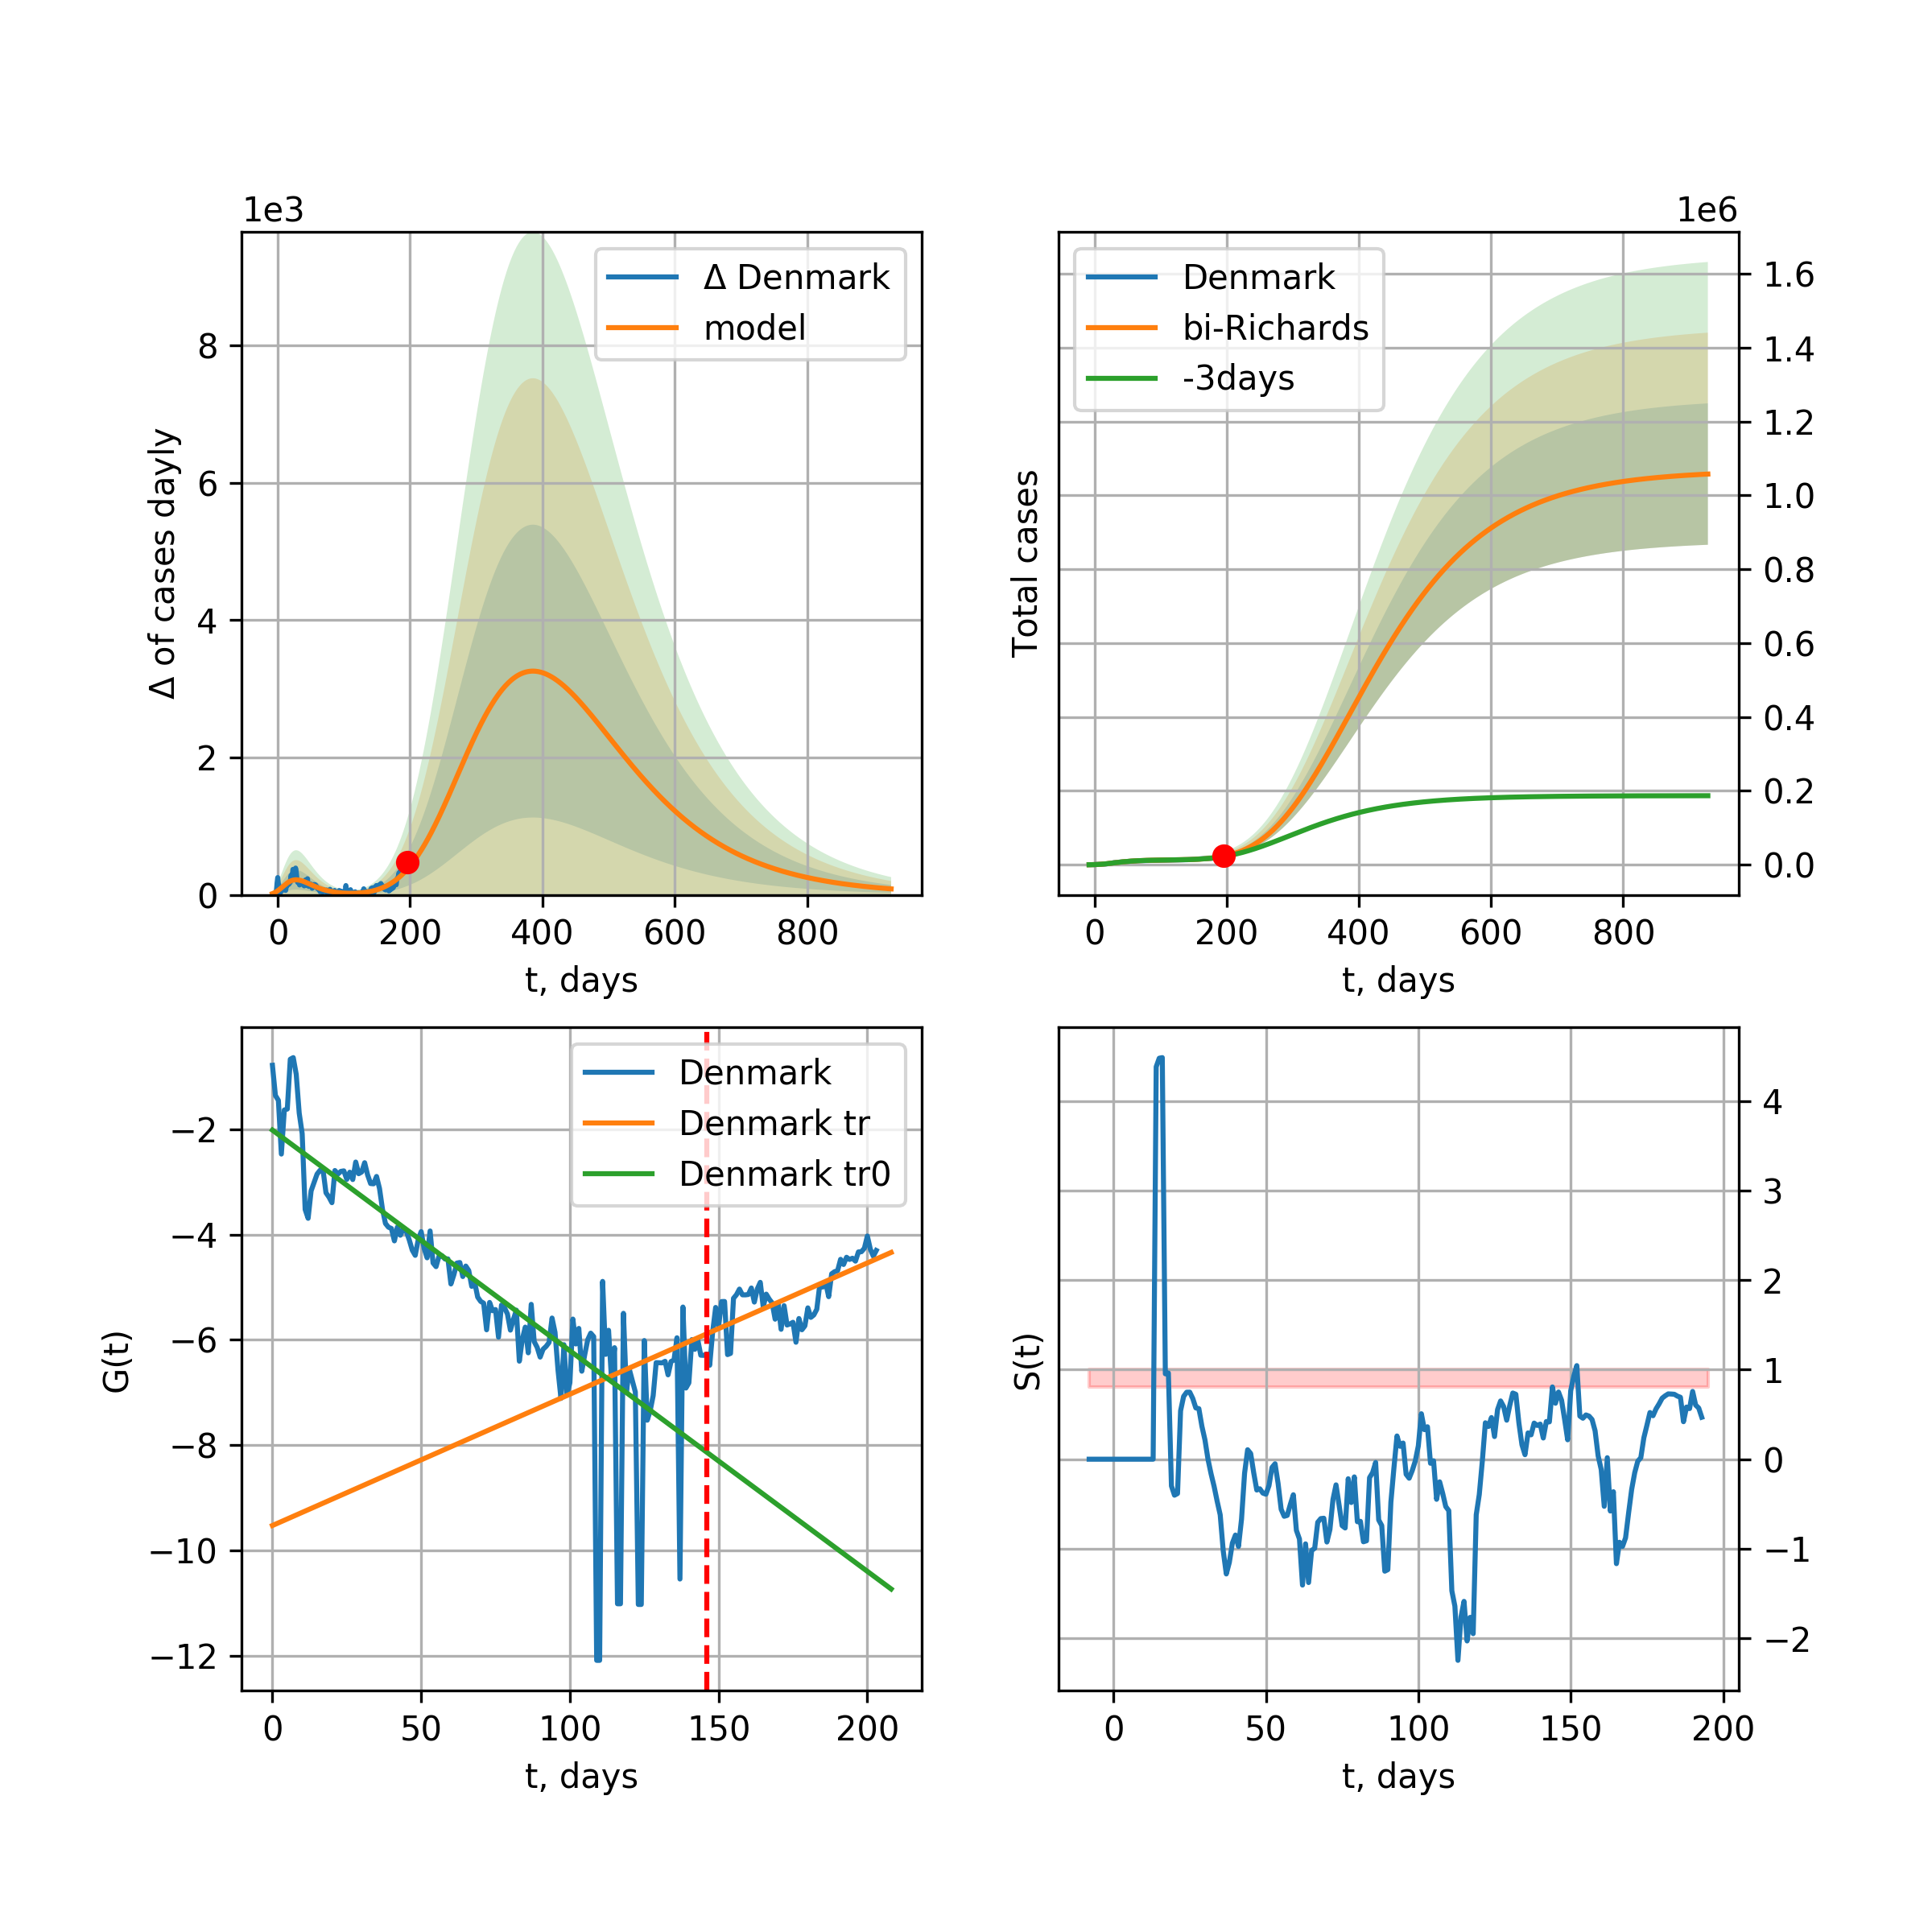 1e3
Δ Denmark
model
8
6
4
2
0
Δ of cases dayly
0 200 400 600 800
t, days
1e6
Denmark
bi-Richards
-3days
1.6
1.4
1.2
1.0
0.8
0.6
0.4
0.2
0.0
Total cases
0 200 400 600 800
t, days
Denmark
Denmark tr
Denmark tr0
−2
−4
−6
−8
−10
−12
G(t)
0 50 100 150 200
t, days
4
3
2
1
0
−1
−2
S(t)
0 50 100 150 200
t, days